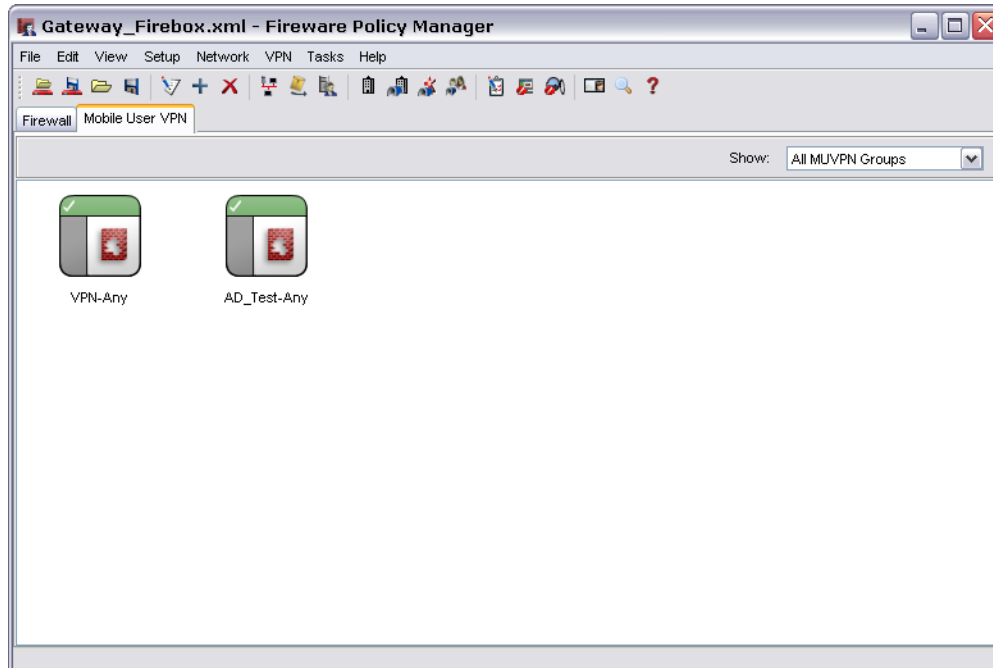 Gateway_Firebox.xml - Fireware Policy Manager
File Edit View Setup Network VPN Tasks Help
Firewall Mobile User VPN
Show: All MUVPN Groups
VPN-Any AD_Test-Any